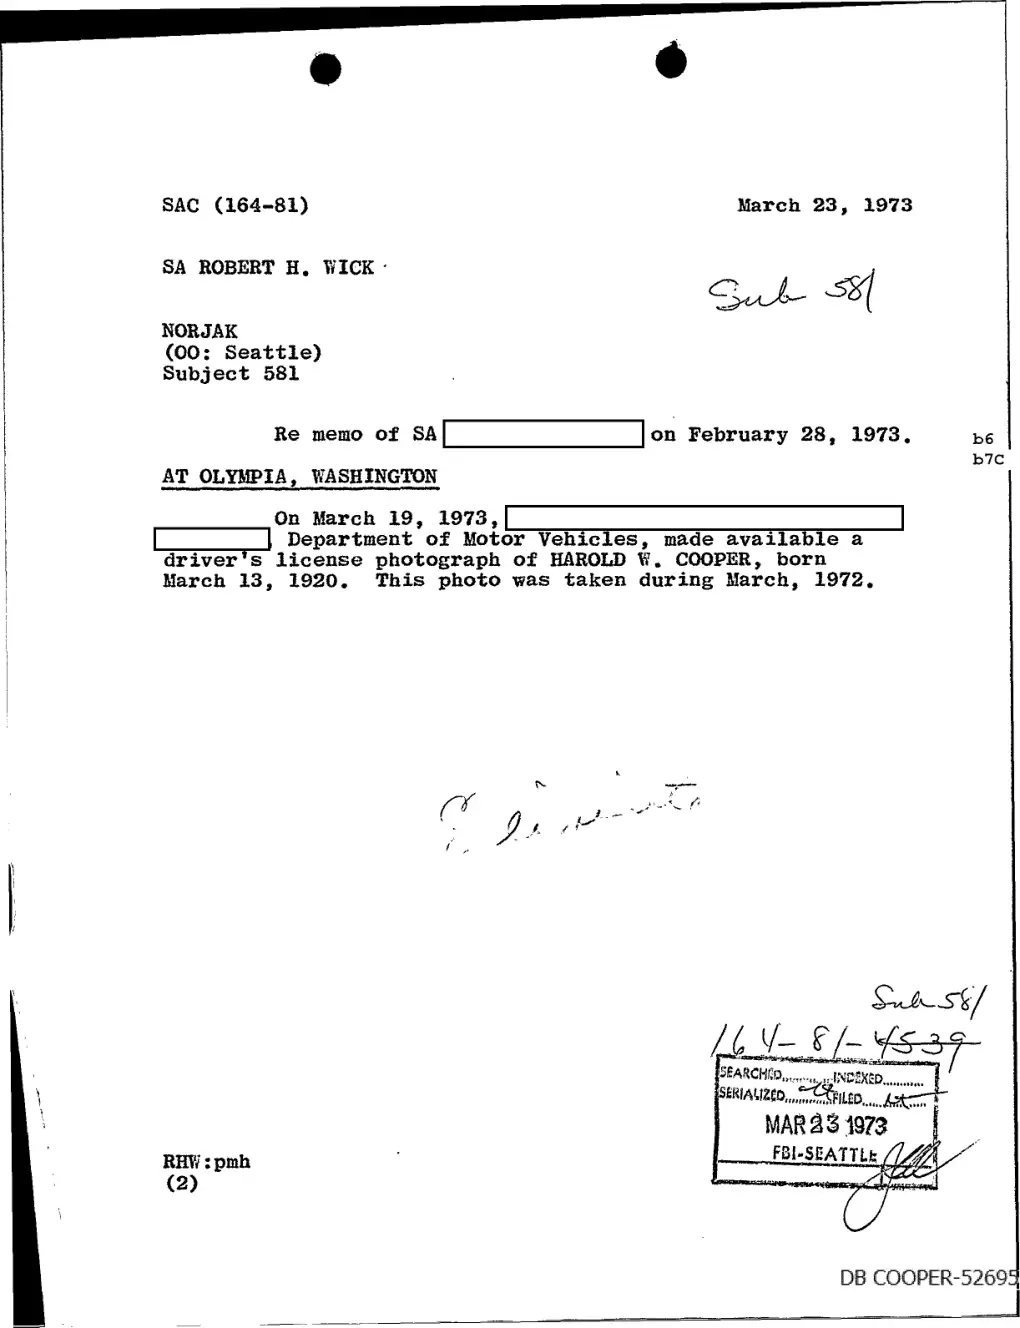 SAC (164-81) March 23, 1973
SA ROBERT H. WICK
Sub 581
NORJAK
(OO: Seattle)
Subject 581
Re memo of SA on February 28, 1973.
b6
b7C
AT OLYMPIA, WASHINGTON
On March 19, 1973,
Department of Motor Vehicles, made available a
driver's license photograph of HAROLD W. COOPER, born
March 13, 1920. This photo was taken during March, 1972.
Eliminate
Sub 581
164-81-4539
SEARCHED........INDEXED........
SERIALIZED........FILED........
MAR 23 1973
FBI-SEATTLE
RHW:pmh
(2)
DB COOPER-52695